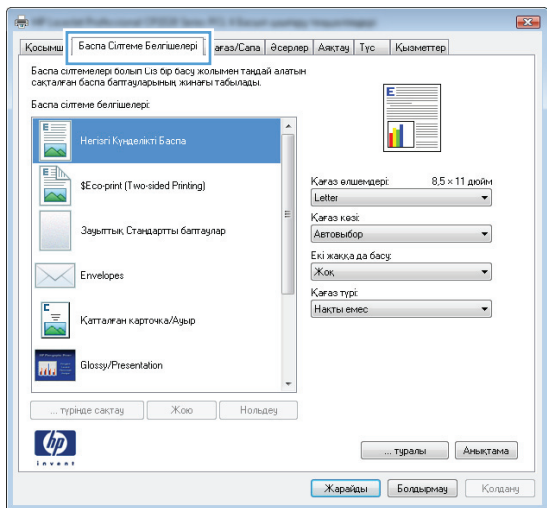 Қосымш
Баспа Сілтеме Белгішелері
ағаз/Сапа
Әсерлер
Аяқтау
Түс
Қызметтер
Баспа сілтемелері болып Сіз бір басу жолымен таңдай алатын
сақталған баспа баптауларының жинағы табылады.
Баспа сілтеме белгішелері:
Негізгі Күнделікті Баспа
$Eco-print (Two-sided Printing)
Зауыттық Стандартты баптаулар
Envelopes
Қатталған карточка/Ауыр
Glossy/Presentation
Қағаз өлшемдері: 8,5 × 11 дюйм
Letter
Қағаз көзі:
Автовыбор
Екі жаққа да басу:
Жоқ
Қағаз түрі:
Нақты емес
... түрінде сақтау
Жою
Нольдеу
hp
invent
... туралы
Анықтама
Жарайды
Болдырмау
Қолдану